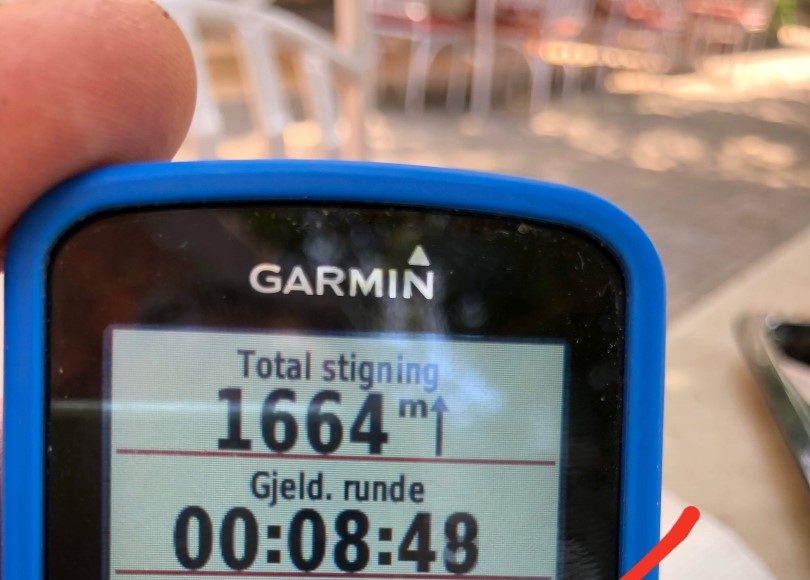 GARMIN
Total stigning
1664 m↑
Gjeld. runde
00:08:48